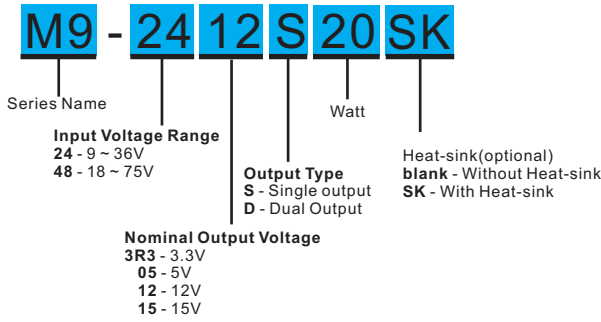 M9 - 24 12 S 20 SK
Series Name
Input Voltage Range
24 - 9 ~ 36V
48 - 18 ~ 75V
Nominal Output Voltage
3R3 - 3.3V
05 - 5V
12 - 12V
15 - 15V
Output Type
S - Single output
D - Dual Output
Watt
Heat-sink(optional)
blank - Without Heat-sink
SK - With Heat-sink